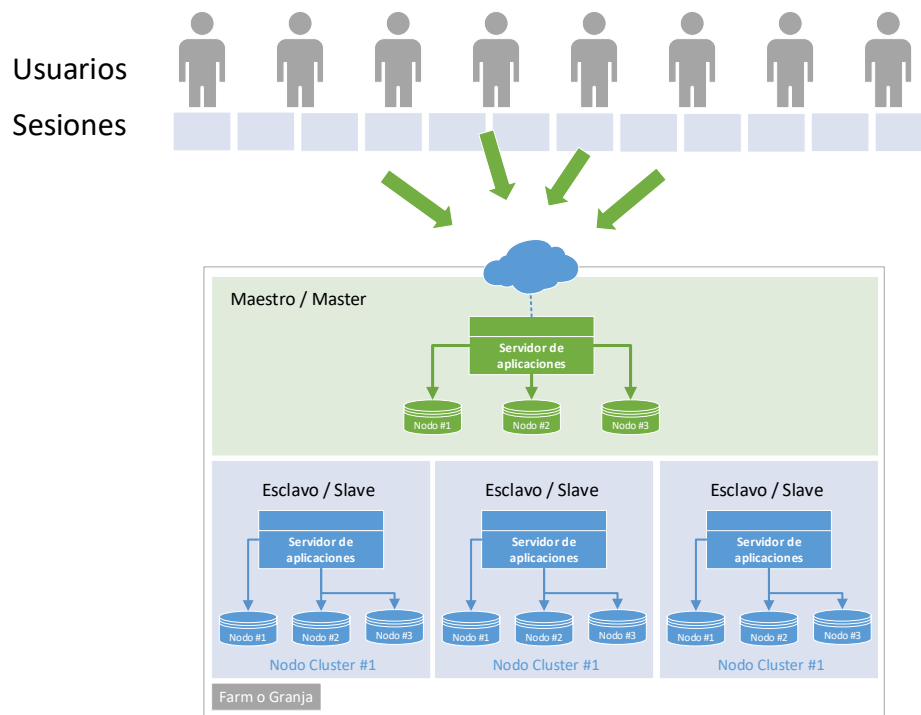 Usuarios
Sesiones
Maestro / Master
Servidor de
aplicaciones
Nodo #1
Nodo #2
Nodo #3
Esclavo / Slave
Servidor de
aplicaciones
Nodo #1
Nodo #2
Nodo #3
Nodo Cluster #1
Esclavo / Slave
Servidor de
aplicaciones
Nodo #1
Nodo #2
Nodo #3
Nodo Cluster #1
Esclavo / Slave
Servidor de
aplicaciones
Nodo #1
Nodo #2
Nodo #3
Nodo Cluster #1
Farm o Granja